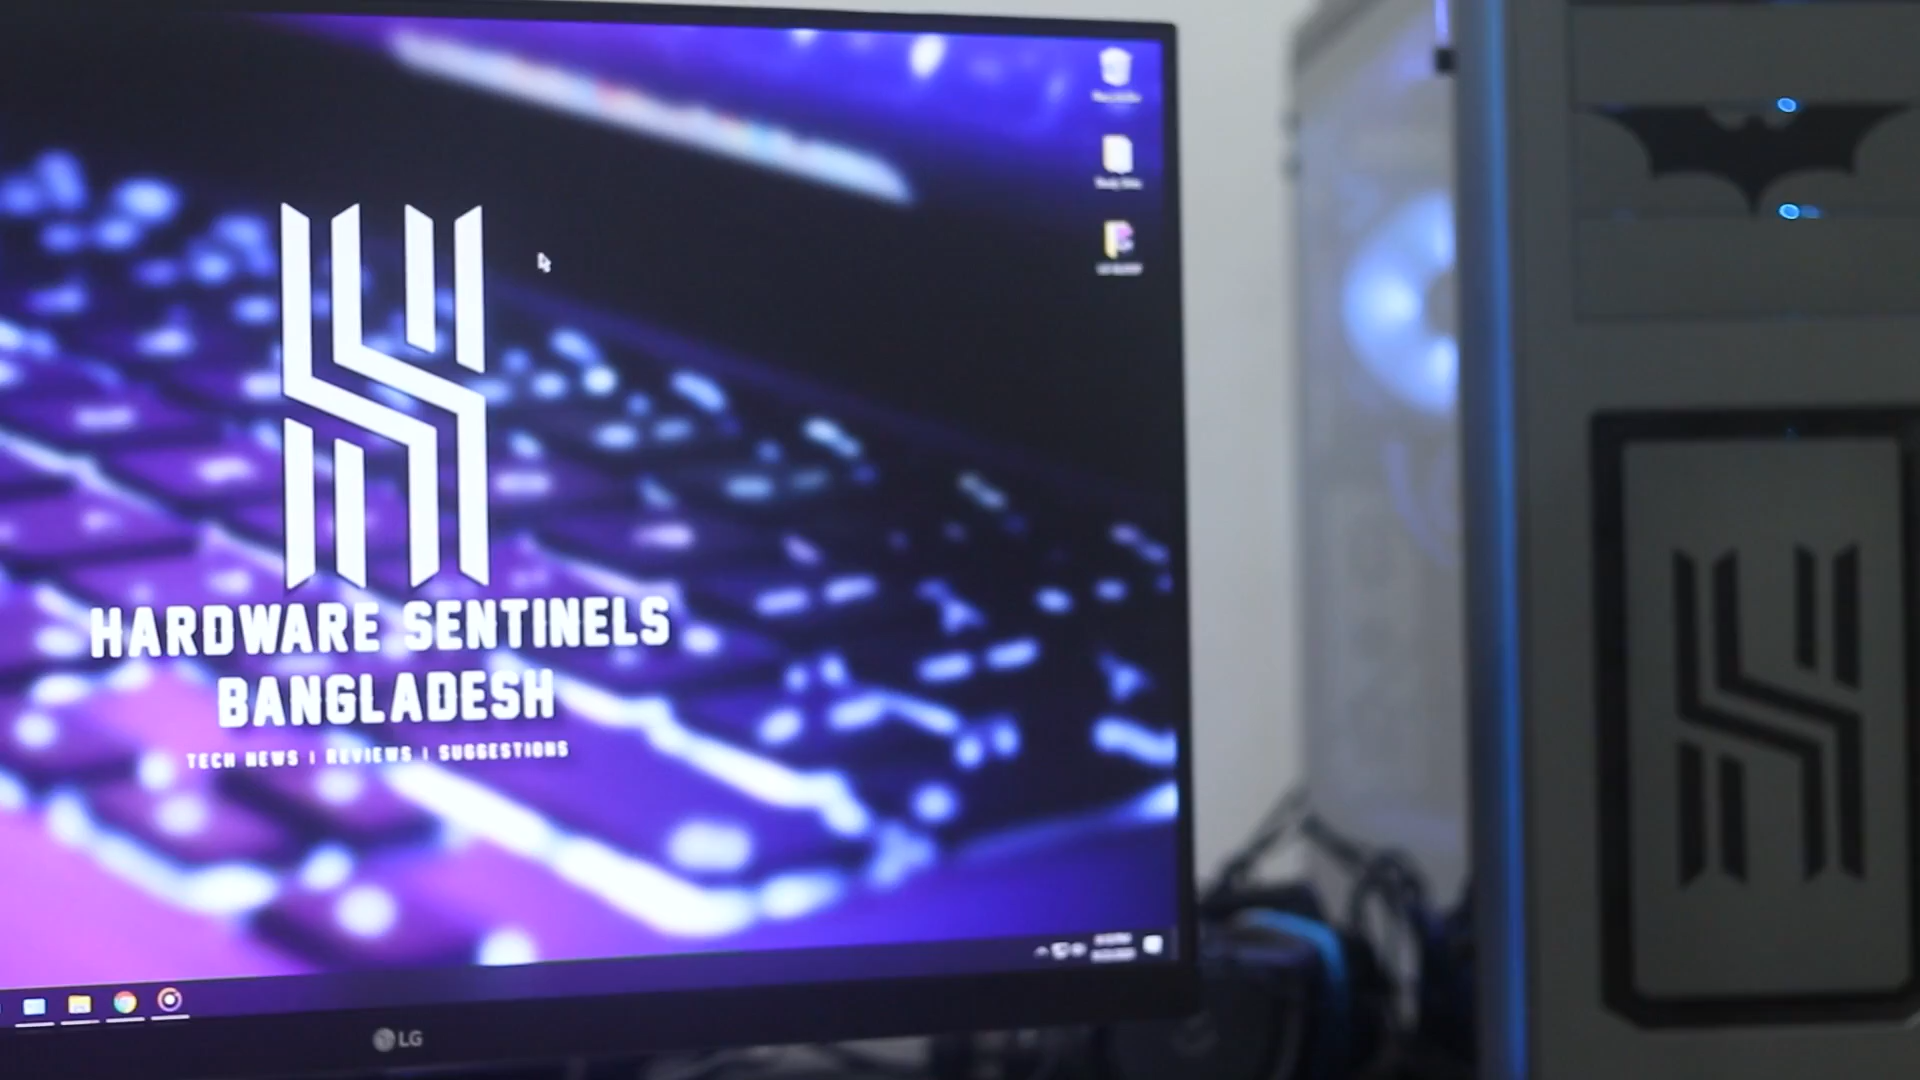 HARDWARE SENTINELS
BANGLADESH
TECH NEWS | REVIEWS | SUGGESTIONS
LG